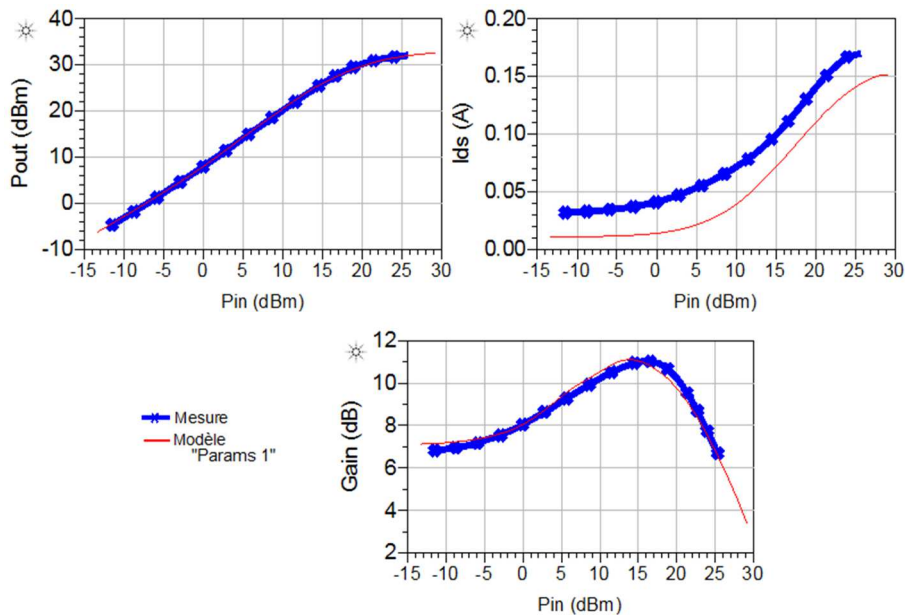 40
30
20
10
0
-10
Pout (dBm)
-15 -10 -5 0 5 10 15 20 25 30
Pin (dBm)
0.20
0.15
0.10
0.05
0.00
Ids (A)
-15 -10 -5 0 5 10 15 20 25 30
Pin (dBm)
Mesure
Modèle
"Params 1"
12
10
8
6
4
2
Gain (dB)
-15 -10 -5 0 5 10 15 20 25 30
Pin (dBm)